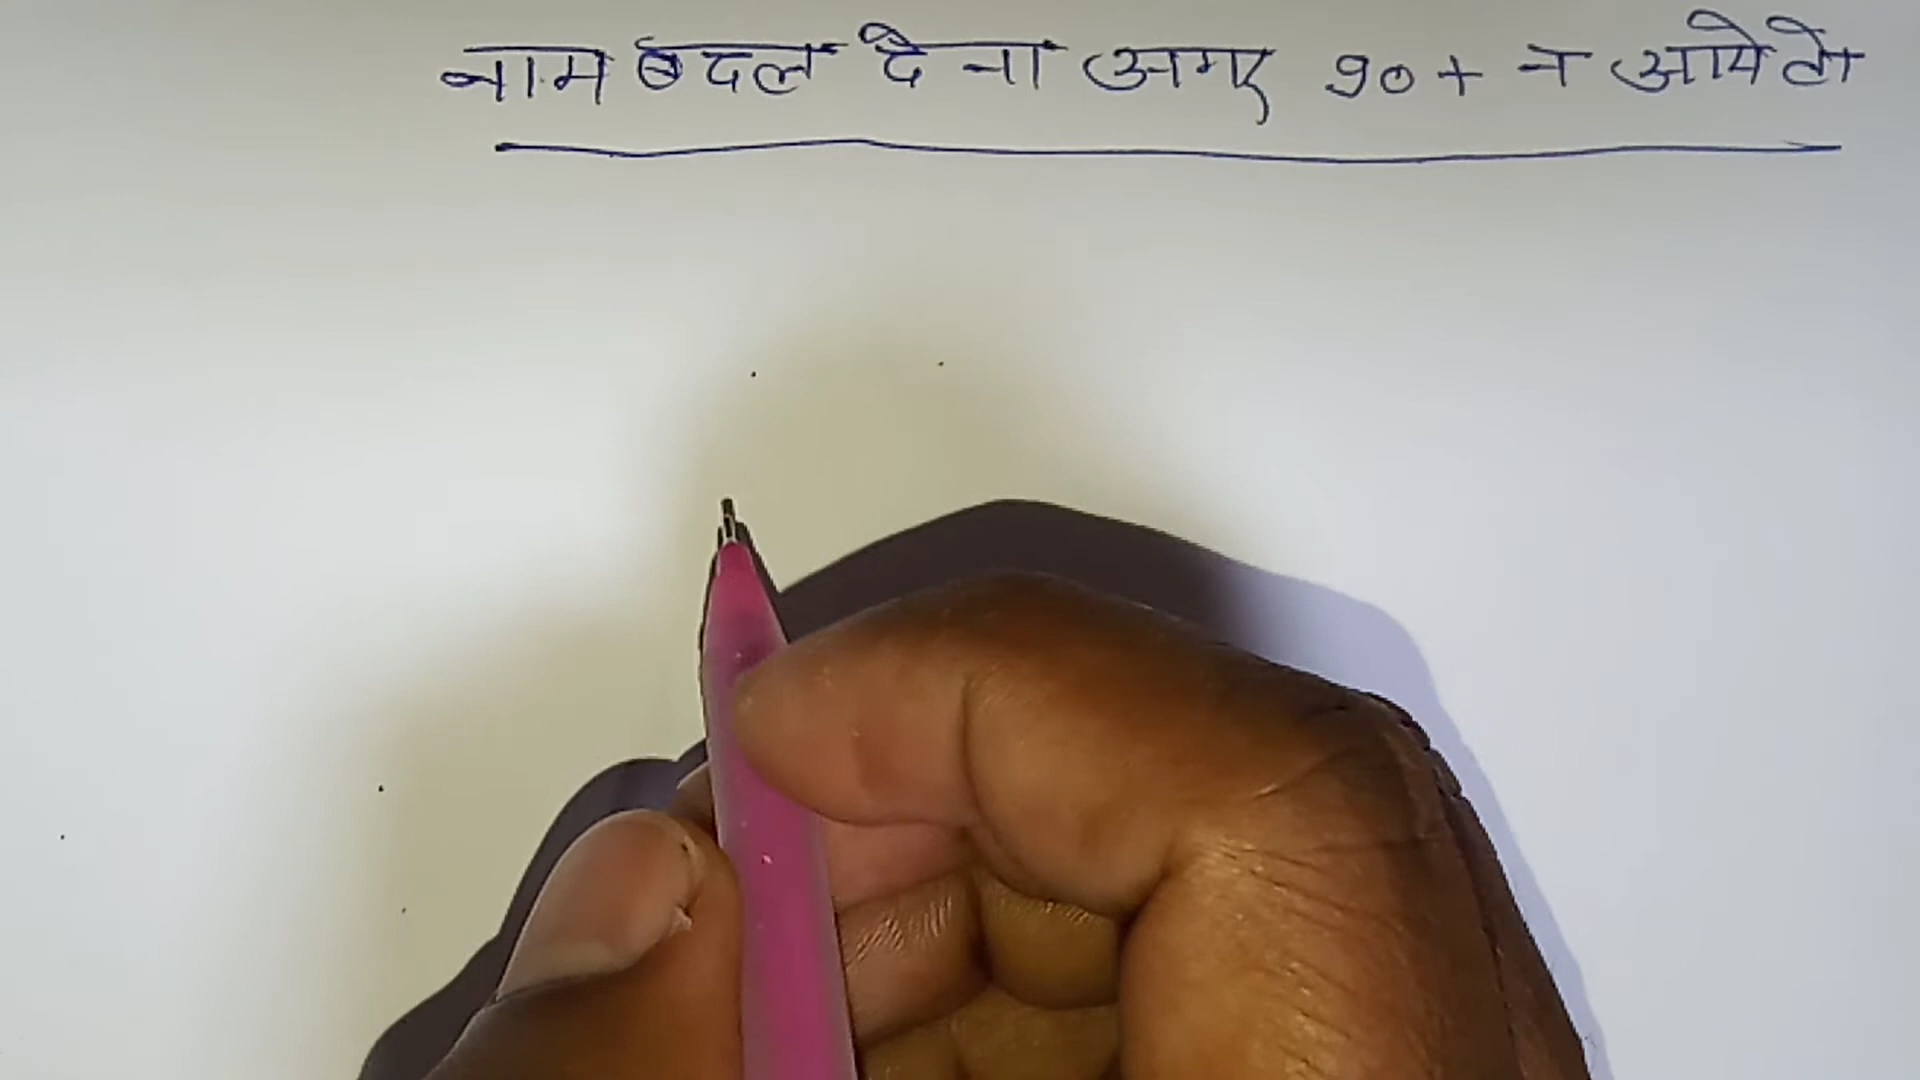 नाम बदल देना अगर 90+ न आये तो